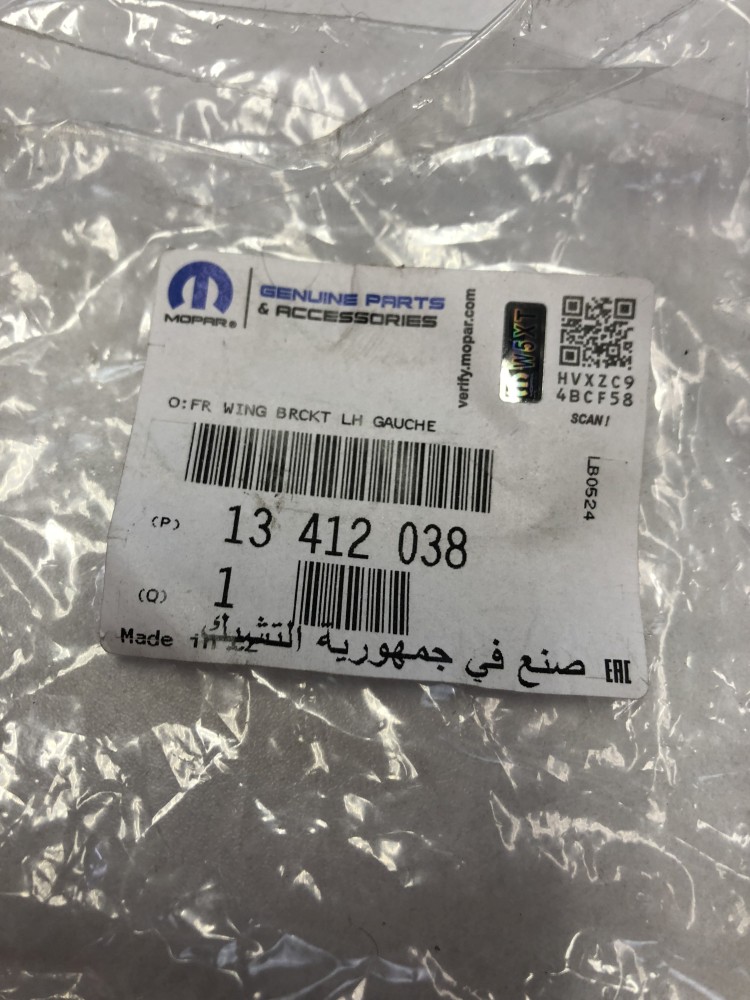 MOPAR®
GENUINE PARTS
& ACCESSORIES
verify.mopar.com
W5XT
HVXZC9
4BCF58
SCAN!
O:FR WING BRCKT LH GAUCHE
LB0524
(P) 13 412 038
(Q) 1
Made in CZ
صنع في جمهورية التشيك
EAC